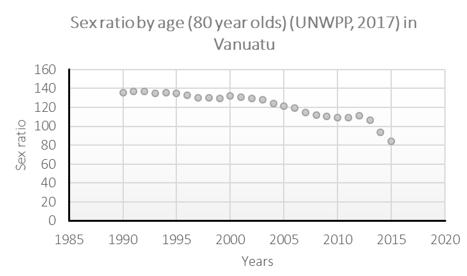 Sex ratio by age (80 year olds) (UNWPP, 2017) in
Vanuatu
160
140
120
100
80
60
40
20
0
Sex ratio
1985 1990 1995 2000 2005 2010 2015 2020
Years